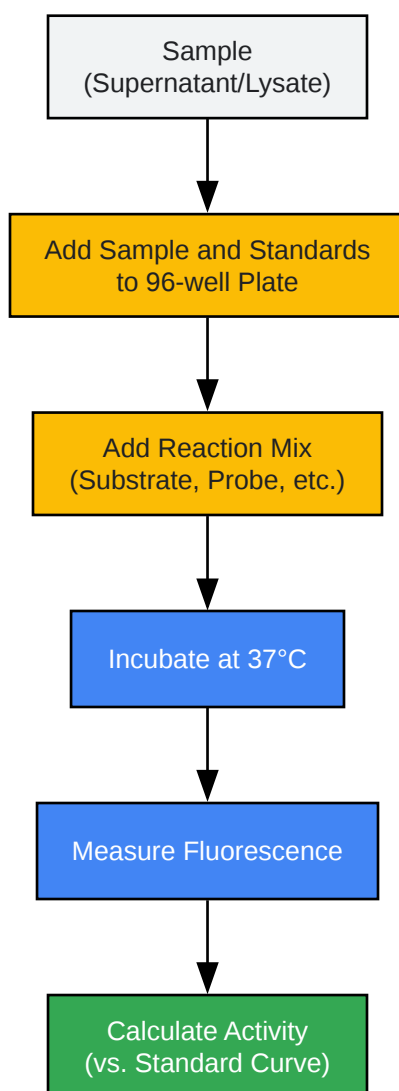 Sample
(Supernatant/Lysate)
Add Sample and Standards
to 96-well Plate
Add Reaction Mix
(Substrate, Probe, etc.)
Incubate at 37°C
Measure Fluorescence
Calculate Activity
(vs. Standard Curve)